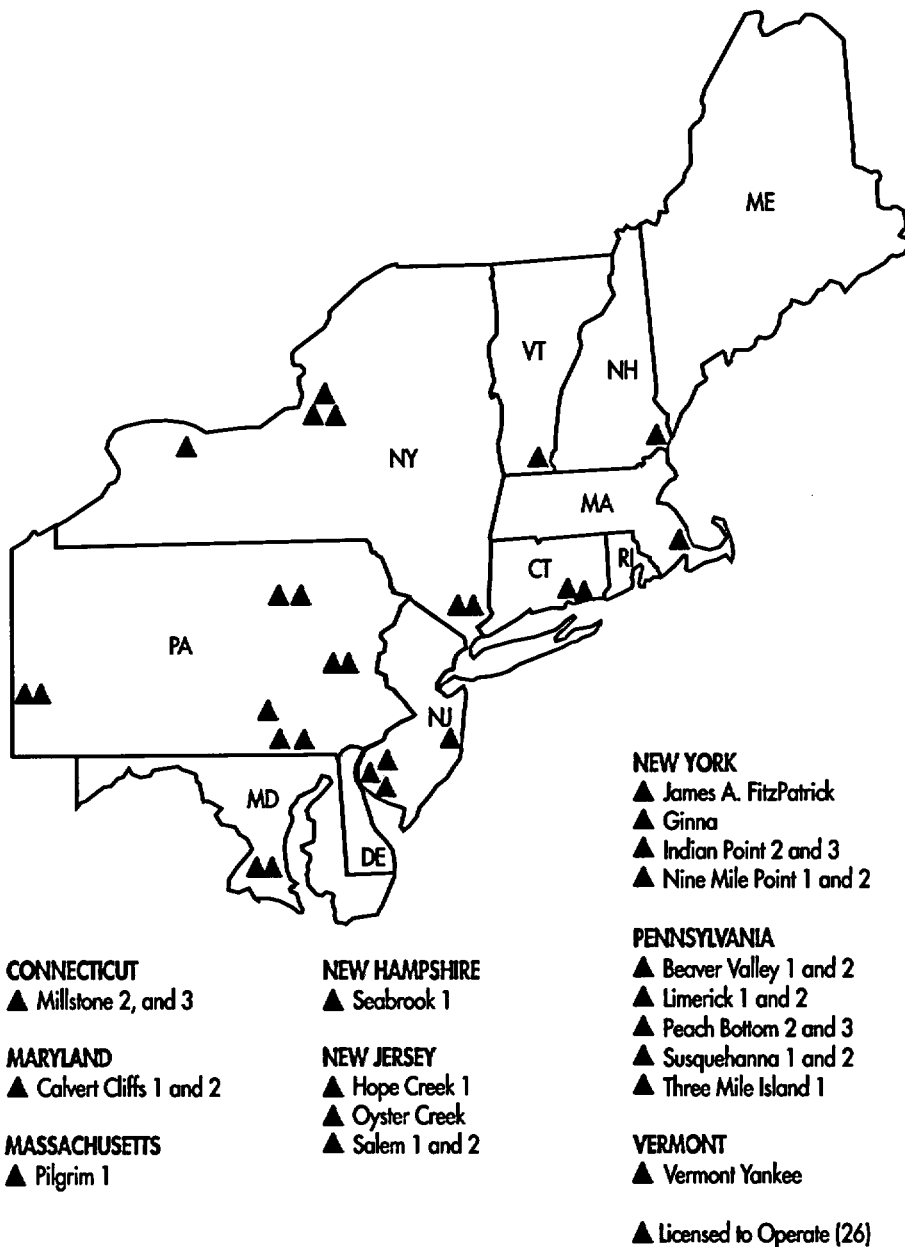 ME
VT
NH
NY
MA
CT
RI
PA
NJ
MD
DE
CONNECTICUT
Millstone 2, and 3
MARYLAND
Calvert Cliffs 1 and 2
MASSACHUSETTS
Pilgrim 1
NEW HAMPSHIRE
Seabrook 1
NEW JERSEY
Hope Creek 1
Oyster Creek
Salem 1 and 2
NEW YORK
James A. FitzPatrick
Ginna
Indian Point 2 and 3
Nine Mile Point 1 and 2
PENNSYLVANIA
Beaver Valley 1 and 2
Limerick 1 and 2
Peach Bottom 2 and 3
Susquehanna 1 and 2
Three Mile Island 1
VERMONT
Vermont Yankee
Licensed to Operate (26)